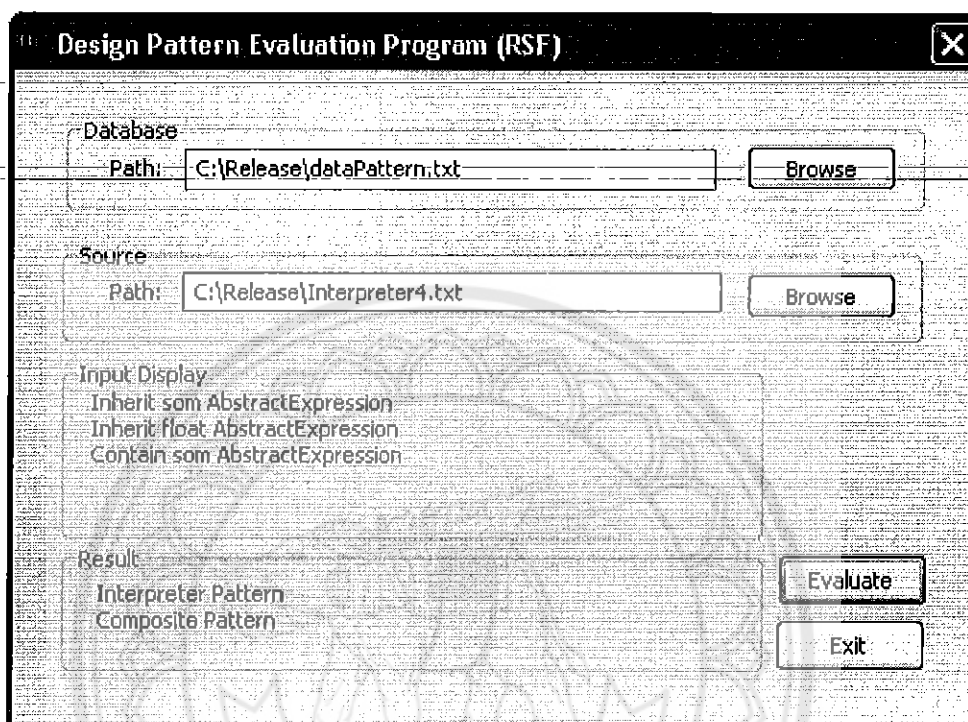 Design Pattern Evaluation Program (RSF)
Database
Path: C:\Release\dataPattern.txt Browse
Source
Path: C:\Release\Interpreter4.txt Browse
Input Display
Inherit som AbstractExpression
Inherit float AbstractExpression
Contain som AbstractExpression
Result
Interpreter Pattern
Composite Pattern
Evaluate
Exit